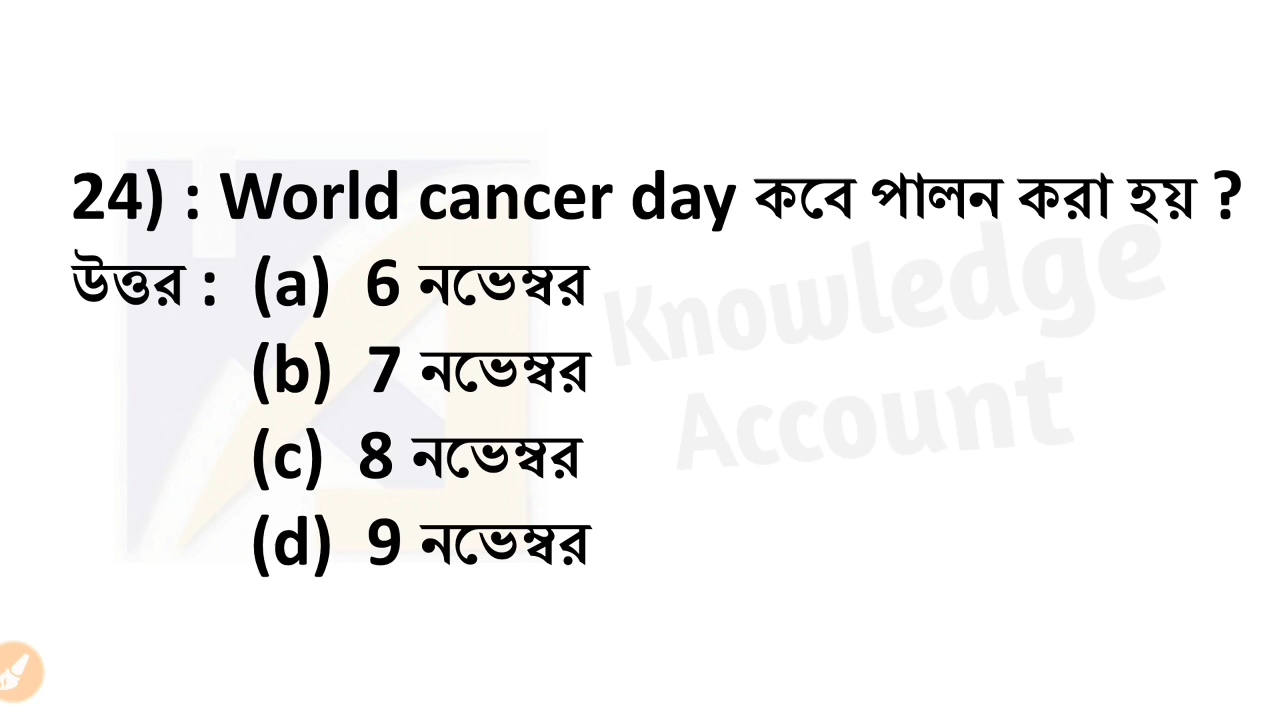 24) : World cancer day কবে পালন করা হয় ?
উত্তর : (a) 6 নভেম্বর
(b) 7 নভেম্বর
(c) 8 নভেম্বর
(d) 9 নভেম্বর
Knowledge
Account